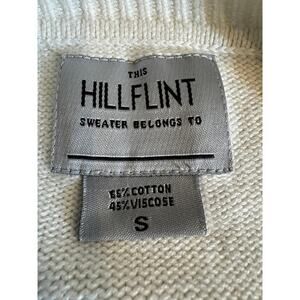 THIS
HILLFLINT
SWEATER BELONGS TO
55% COTTON
45% VISCOSE
S